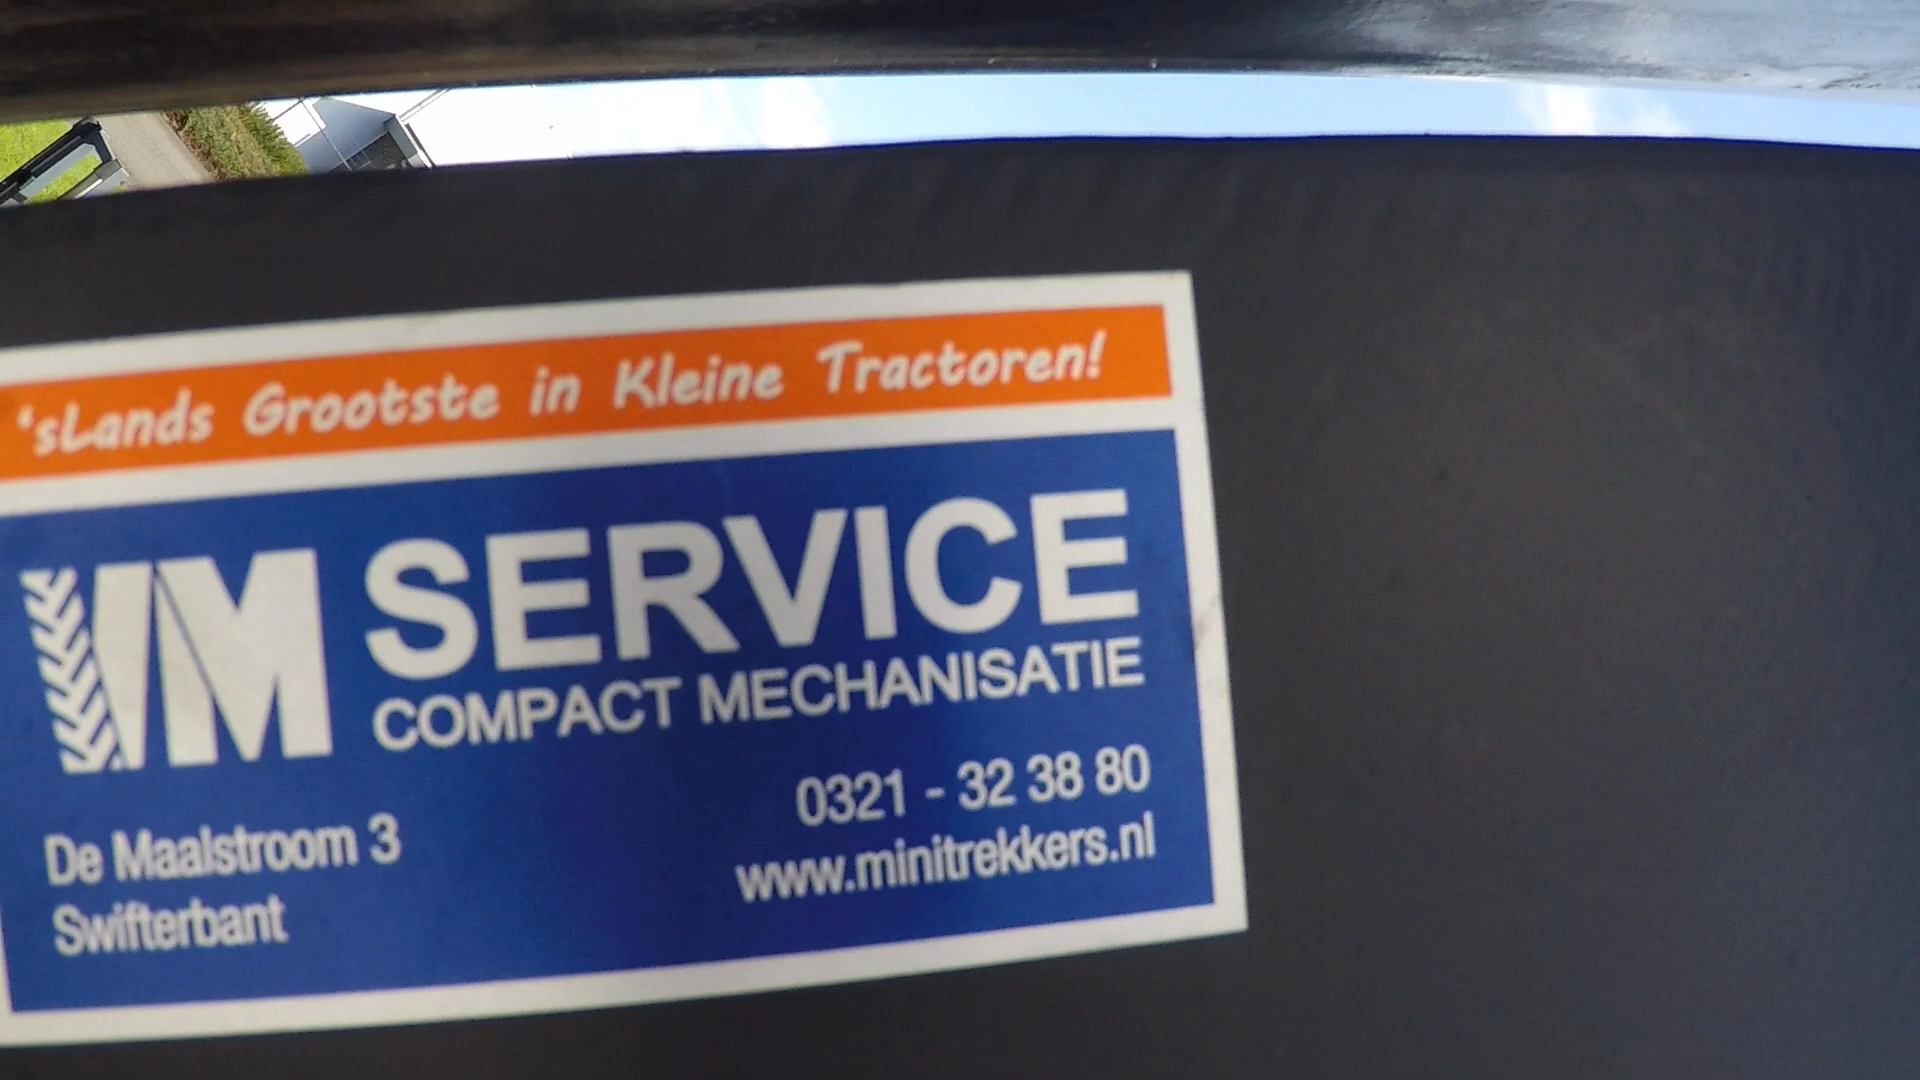 'sLands Grootste in Kleine Tractoren!
VM SERVICE
COMPACT MECHANISATIE
0321 - 32 38 80
www.minitrekkers.nl
De Maalstroom 3
Swifterbant